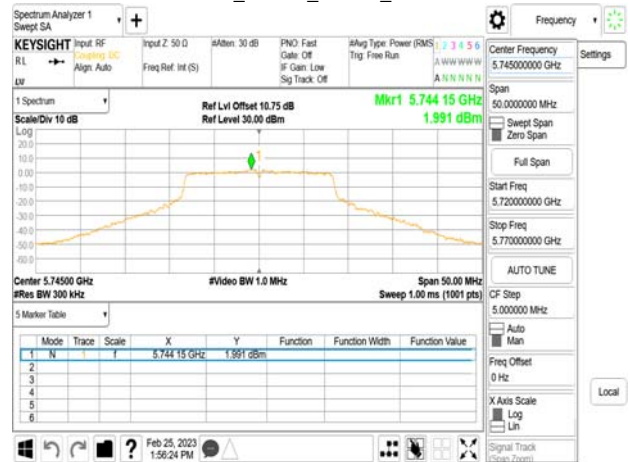 Spectrum Analyzer 1
Swept SA
Frequency
KEYSIGHT
Input: RF
Input Z: 50 Ω
#Atten: 30 dB
PNO: Fast
#Avg Type: Power (RMS
1 2 3 4 5 6
RL
Coupling: DC
Gate: Off
Trig: Free Run
A W W W W W
Align: Auto
Freq Ref: Int (S)
IF Gain: Low
Sig Track: Off
A N N N N N
Center Frequency
5.745000000 GHz
Settings
Span
50.0000000 MHz
Swept Span
Zero Span
Full Span
Start Freq
5.720000000 GHz
Stop Freq
5.770000000 GHz
AUTO TUNE
CF Step
5.000000 MHz
Auto
Man
Freq Offset
0 Hz
X Axis Scale
Log
Lin
Local
Signal Track
(Span Zoom)
1 Spectrum
Ref Lvl Offset 10.75 dB
Mkr1 5.744 15 GHz
Scale/Div 10 dB
Ref Level 30.00 dBm
1.991 dBm
Log
20.0
10.0
0.00
-10.0
-20.0
-30.0
-40.0
-50.0
-60.0
1
Center 5.74500 GHz
#Video BW 1.0 MHz
Span 50.00 MHz
#Res BW 300 kHz
Sweep 1.00 ms (1001 pts)
5 Marker Table
Mode Trace Scale X Y Function Function Width Function Value
1 N 1 f 5.744 15 GHz 1.991 dBm
2
3
4
5
6
?
Feb 25, 2023
1:56:24 PM